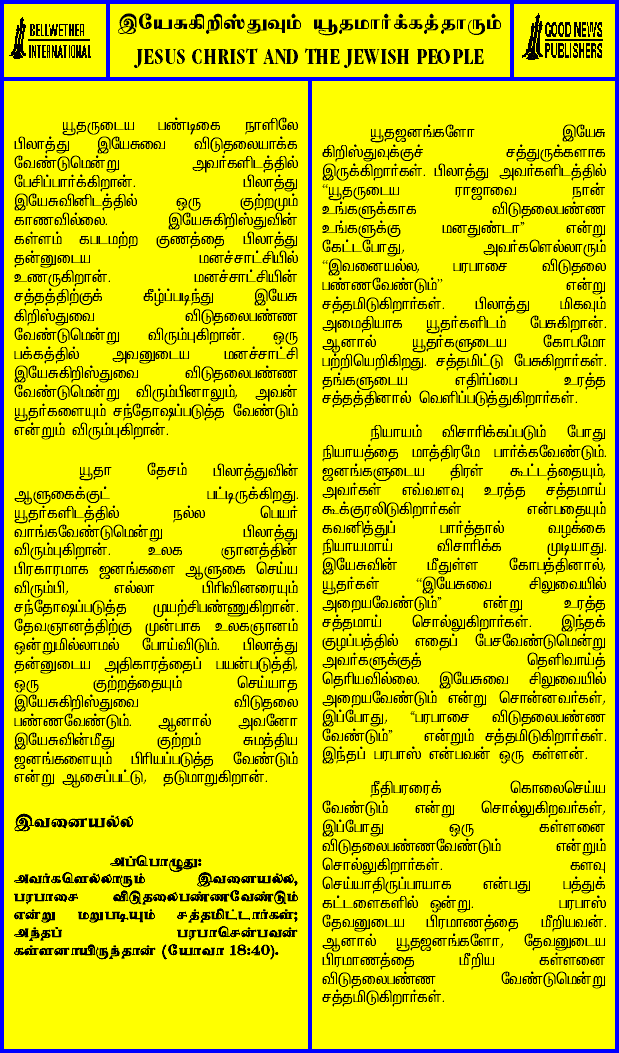 BELLWETHER
INTERNATIONAL
இயேசுகிறிஸ்துவும் யூதமார்க்கத்தாரும்
JESUS CHRIST AND THE JEWISH PEOPLE
GOOD NEWS
PUBLISHERS
யூதருடைய பண்டிகை நாளிலே
பிலாத்து இயேசுவை விடுதலையாக்க
வேண்டுமென்று அவர்களிடத்தில்
பேசிப்பார்க்கிறான். பிலாத்து
இயேசுவினிடத்தில் ஒரு குற்றமும்
காணவில்லை. இயேசுகிறிஸ்துவின்
கள்ளம் கபடமற்ற குணத்தை பிலாத்து
தன்னுடைய மனச்சாட்சியில்
உணருகிறான். மனச்சாட்சியின்
சத்தத்திற்குக் கீழ்ப்படிந்து இயேசு
கிறிஸ்துவை விடுதலைபண்ண
வேண்டுமென்று விரும்புகிறான். ஒரு
பக்கத்தில் அவனுடைய மனச்சாட்சி
இயேசுகிறிஸ்துவை விடுதலைபண்ண
வேண்டுமென்று விரும்பினாலும், அவன்
யூதர்களையும் சந்தோஷப்படுத்த வேண்டும்
என்றும் விரும்புகிறான்.
யூதா தேசம் பிலாத்துவின்
ஆளுகைக்குட் பட்டிருக்கிறது.
யூதர்களிடத்தில் நல்ல பெயர்
வாங்கவேண்டுமென்று பிலாத்து
விரும்புகிறான். உலக ஞானத்தின்
பிரகாரமாக ஜனங்களை ஆளுகை செய்ய
விரும்பி, எல்லா பிரிவினரையும்
சந்தோஷப்படுத்த முயற்சிபண்ணுகிறான்.
தேவஞானத்திற்கு முன்பாக உலகஞானம்
ஒன்றுமில்லாமல் போய்விடும். பிலாத்து
தன்னுடைய அதிகாரத்தைப் பயன்படுத்தி,
ஒரு குற்றத்தையும் செய்யாத
இயேசுகிறிஸ்துவை விடுதலை
பண்ணவேண்டும். ஆனால் அவனோ
இயேசுவின்மீது குற்றம் சுமத்திய
ஜனங்களையும் பிரியப்படுத்த வேண்டும்
என்று ஆசைப்பட்டு, தடுமாறுகிறான்.
இவனையல்ல
அப்பொழுது:
அவர்களெல்லாரும் இவனையல்ல,
பரபாசை விடுதலைபண்ணவேண்டும்
என்று மறுபடியும் சத்தமிட்டார்கள்;
அந்தப் பரபாசென்பவன்
கள்ளனாயிருந்தான் (யோவா 18:40).
யூதஜனங்களோ இயேசு
கிறிஸ்துவுக்குச் சத்துருக்களாக
இருக்கிறார்கள். பிலாத்து அவர்களிடத்தில்
“யூதருடைய ராஜாவை நான்
உங்களுக்காக விடுதலைபண்ண
உங்களுக்கு மனதுண்டா” என்று
கேட்டபோது, அவர்களெல்லாரும்
“இவனையல்ல, பரபாசை விடுதலை
பண்ணவேண்டும்” என்று
சத்தமிடுகிறார்கள். பிலாத்து மிகவும்
அமைதியாக யூதர்களிடம் பேசுகிறான்.
ஆனால் யூதர்களுடைய கோபமோ
பற்றியெறிகிறது. சத்தமிட்டு பேசுகிறார்கள்.
தங்களுடைய எதிர்ப்பை உரத்த
சத்தத்தினால் வெளிப்படுத்துகிறார்கள்.
நியாயம் விசாரிக்கப்படும் போது
நியாயத்தை மாத்திரமே பார்க்கவேண்டும்.
ஜனங்களுடைய திரள் கூட்டத்தையும்,
அவர்கள் எவ்வளவு உரத்த சத்தமாய்
கூக்குரலிடுகிறார்கள் என்பதையும்
கவனித்துப் பார்த்தால் வழக்கை
நியாயமாய் விசாரிக்க முடியாது.
இயேசுவின் மீதுள்ள கோபத்தினால்,
யூதர்கள் “இயேசுவை சிலுவையில்
அறையவேண்டும்” என்று உரத்த
சத்தமாய் சொல்லுகிறார்கள். இந்தக்
குழப்பத்தில் எதைப் பேசவேண்டுமென்று
அவர்களுக்குத் தெளிவாய்த்
தெரியவில்லை. இயேசுவை சிலுவையில்
அறையவேண்டும் என்று சொன்னவர்கள்,
இப்போது, “பரபாசை விடுதலைபண்ண
வேண்டும்” என்றும் சத்தமிடுகிறார்கள்.
இந்தப் பரபாஸ் என்பவன் ஒரு கள்ளன்.
நீதிபரரைக் கொலைசெய்ய
வேண்டும் என்று சொல்லுகிறவர்கள்,
இப்போது ஒரு கள்ளனை
விடுதலைபண்ணவேண்டும் என்றும்
சொல்லுகிறார்கள். களவு
செய்யாதிருப்பாயாக என்பது பத்துக்
கட்டளைகளில் ஒன்று. பரபாஸ்
தேவனுடைய பிரமாணத்தை மீறியவன்.
ஆனால் யூதஜனங்களோ, தேவனுடைய
பிரமாணத்தை மீறிய கள்ளனை
விடுதலைபண்ண வேண்டுமென்று
சத்தமிடுகிறார்கள்.